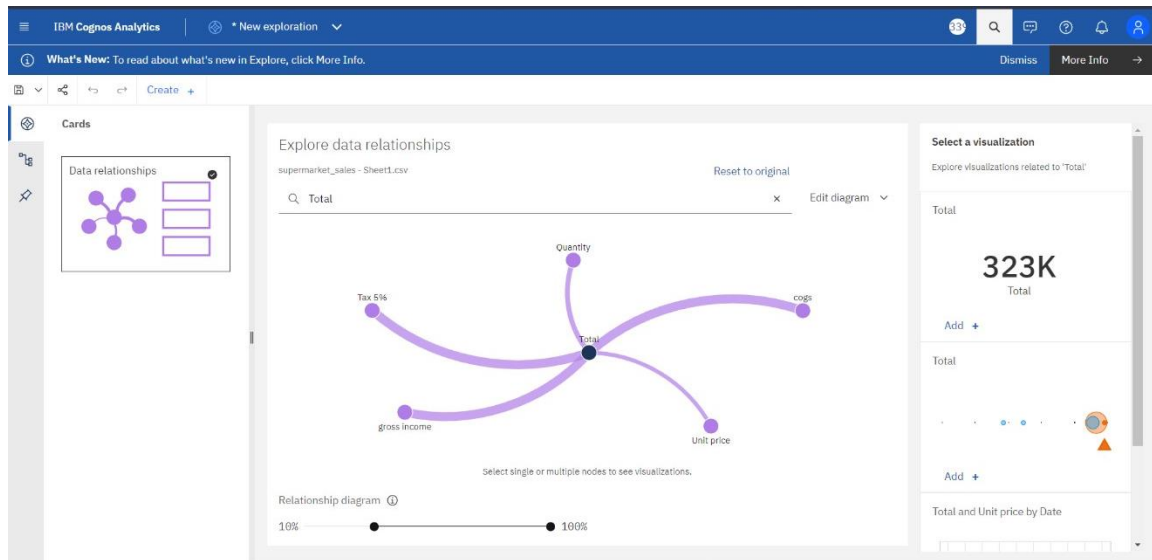 IBM Cognos Analytics
* New exploration
What's New: To read about what's new in Explore, click More Info.
Dismiss
More Info
Create +
Cards
Data relationships
Explore data relationships
supermarket_sales - Sheet1.csv
Reset to original
Total
Edit diagram
Quantity
Tax 5%
cogs
Total
gross income
Unit price
Select single or multiple nodes to see visualizations.
Relationship diagram
10%
100%
Select a visualization
Explore visualizations related to 'Total'
Total
323K
Total
Add +
Total
Add +
Total and Unit price by Date